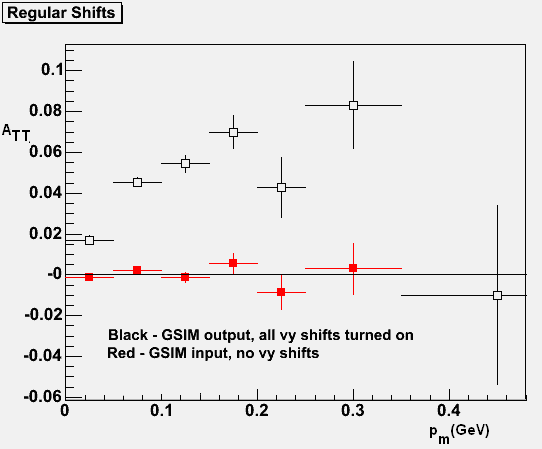 Regular Shifts
0.1
0.08
A_TT
0.06
0.04
0.02
-0
-0.02
Black - GSIM output, all vy shifts turned on
Red - GSIM input, no vy shifts
-0.04
-0.06
0 0.1 0.2 0.3 0.4
p_m(GeV)